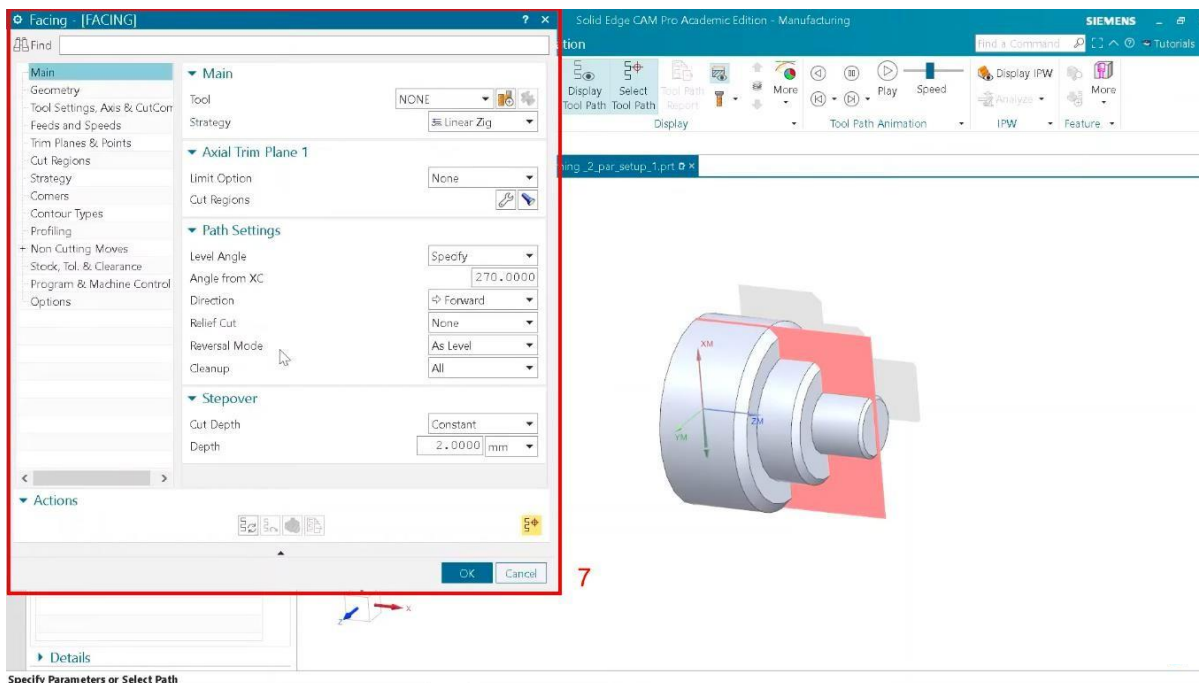 Facing - [FACING]
? ×
Solid Edge CAM Pro Academic Edition - Manufacturing
SIEMENS
Find
tion
Find a Command
Tutorials
Main
Geometry
Tool Settings, Axis & CutCom
Feeds and Speeds
Trim Planes & Points
Cut Regions
Strategy
Corners
Contour Types
Profiling
+ Non Cutting Moves
Stock, Tol. & Clearance
Program & Machine Control
Options
Main
Tool NONE
Strategy Linear Zig
Axial Trim Plane 1
Limit Option None
Cut Regions
Path Settings
Level Angle Specify
Angle from XC 270.0000
Direction Forward
Relief Cut None
Reversal Mode As Level
Cleanup All
Stepover
Cut Depth Constant
Depth 2.0000 mm
Actions
OK Cancel
7
Display Tool Path
Select Tool Path
Tool Path Report
More
Play
Speed
Display IPW
Analyze
More
Display
Tool Path Animation
IPW
Feature
ning_2_par_setup_1.prt
XM
YM
ZM
X
Z
Details
Specify Parameters or Select Path